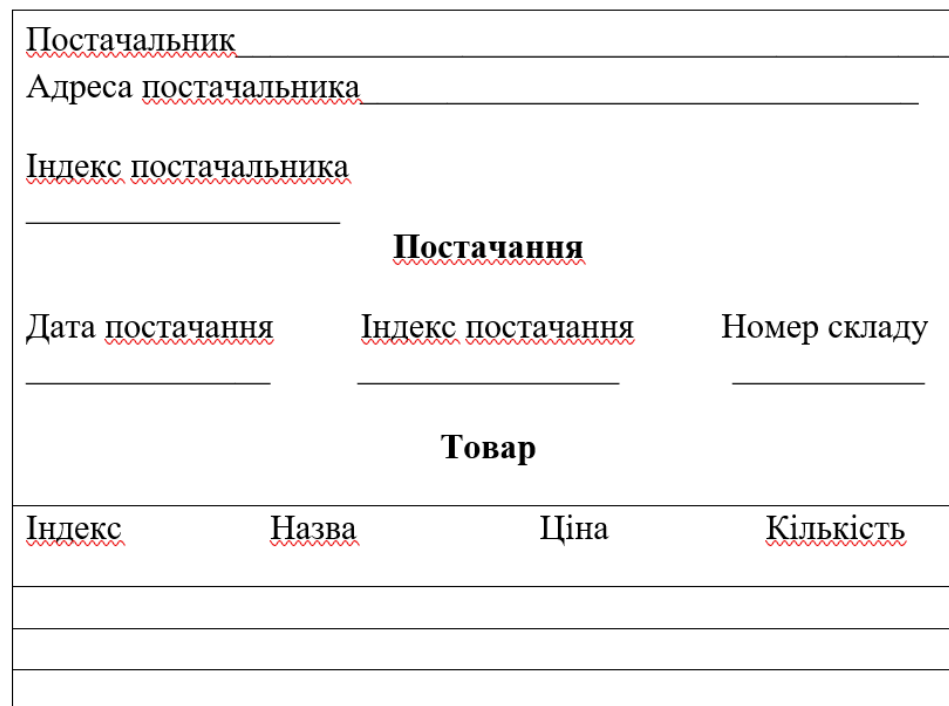 Постачальник
Адреса постачальника
Індекс постачальника
Постачання
Дата постачання Індекс постачання Номер складу
Товар
Індекс Назва Ціна Кількість